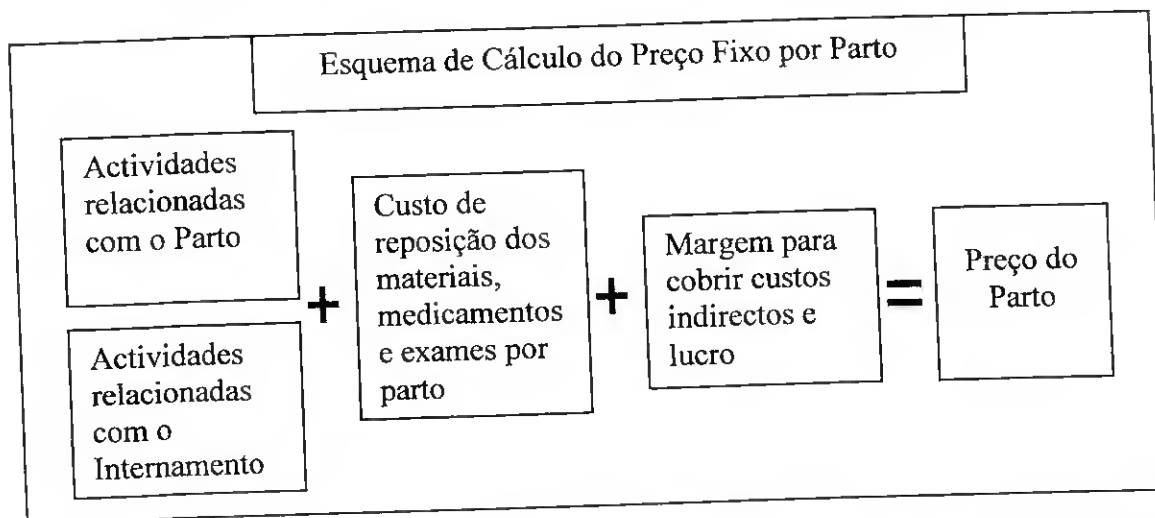 Esquema de Cálculo do Preço Fixo por Parto
Actividades
relacionadas
com o Parto
Actividades
relacionadas
com o
Internamento
+
Custo de
reposição dos
materiais,
medicamentos
e exames por
parto
+
Margem para
cobrir custos
indirectos e
lucro
=
Preço do
Parto